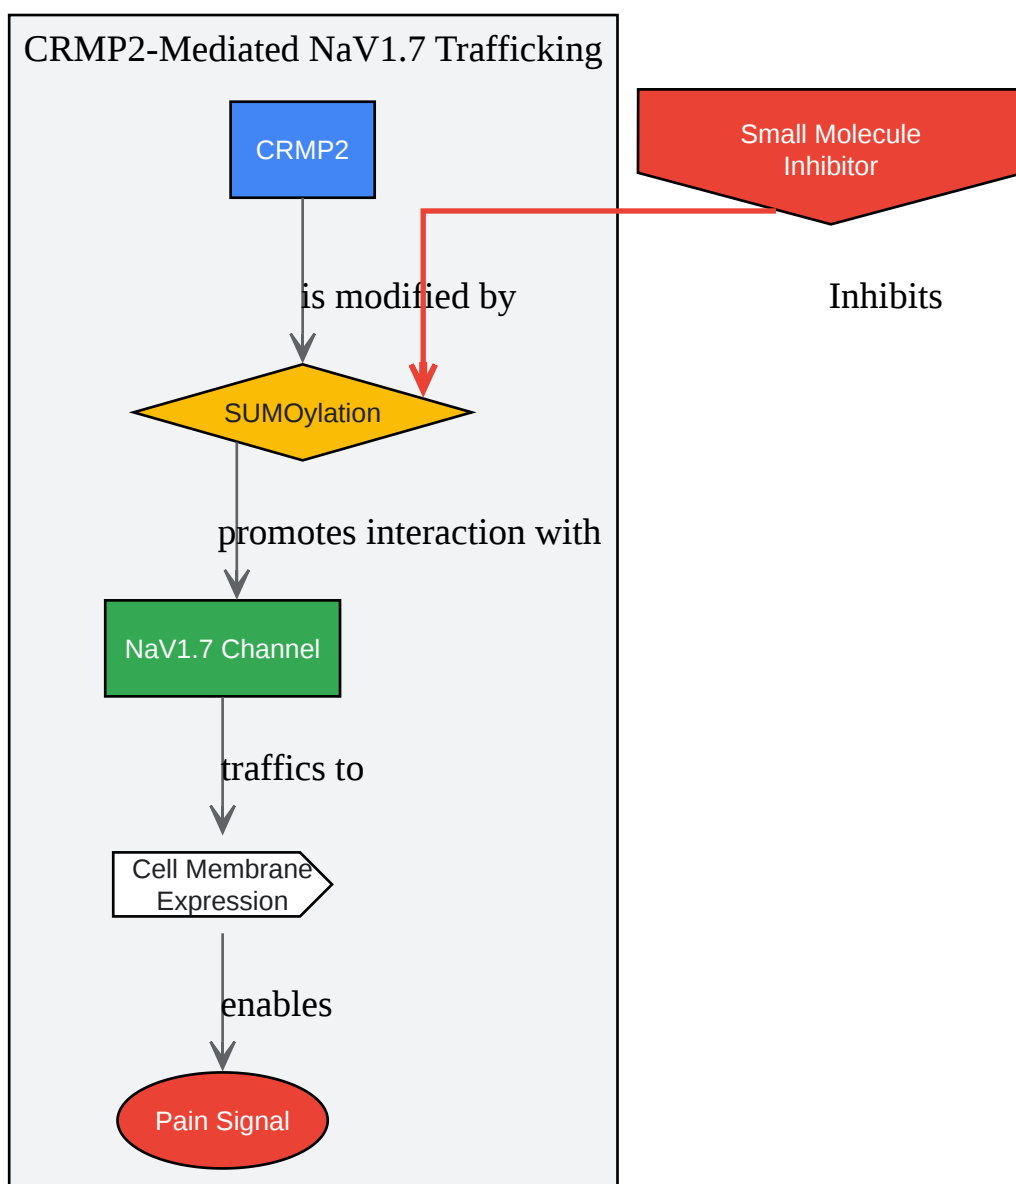 CRMP2-Mediated NaV1.7 Trafficking
CRMP2
Small Molecule
Inhibitor
is modified by
Inhibits
SUMOylation
promotes interaction with
NaV1.7 Channel
traffics to
Cell Membrane
Expression
enables
Pain Signal